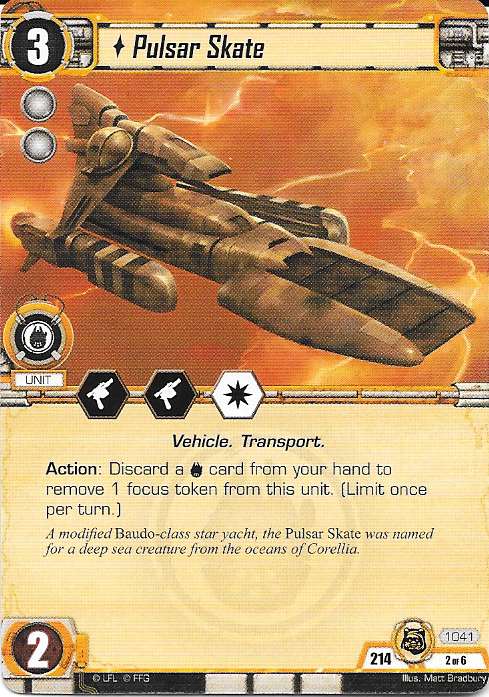 3
Pulsar Skate
UNIT
Vehicle. Transport.
Action: Discard a card from your hand to
remove 1 focus token from this unit. (Limit once
per turn.)
A modified Baudo-class star yacht, the Pulsar Skate was named
for a deep sea creature from the oceans of Corellia.
2
© LFL © FFG
214
1041
2 OF 6
Illus. Matt Bradbury